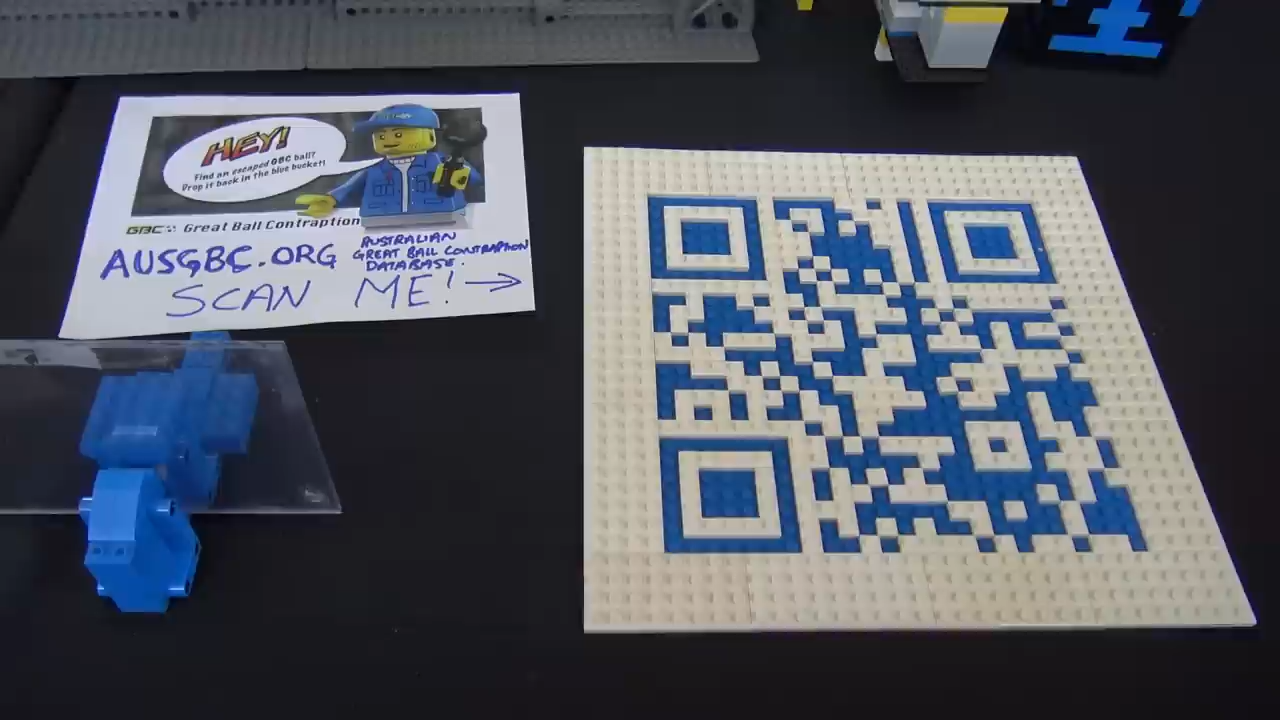 HEY!
Find an escaped GBC ball?
Drop it back in the blue bucket!
GBC Great Ball Contraption
AUSGBC.ORG
AUSTRALIAN
GREAT BALL CONTRAPTION
DATABASE.
SCAN ME! →